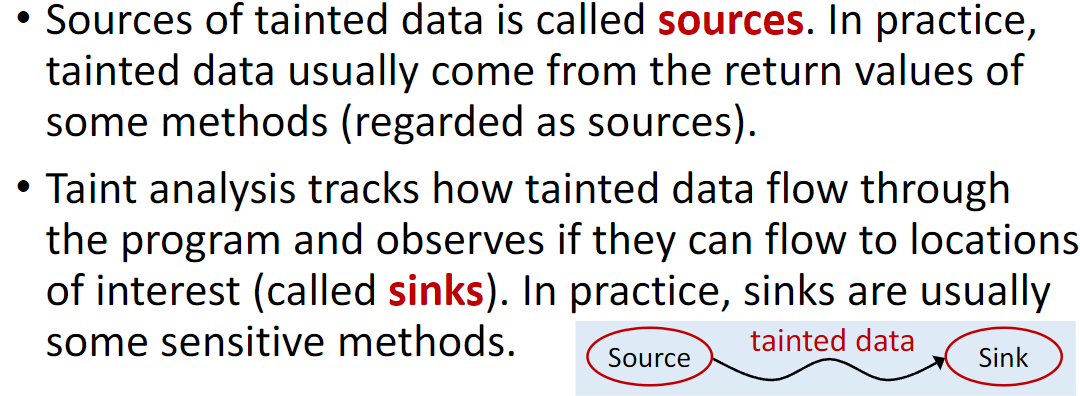 • Sources of tainted data is called sources. In practice,
tainted data usually come from the return values of
some methods (regarded as sources).
• Taint analysis tracks how tainted data flow through
the program and observes if they can flow to locations
of interest (called sinks). In practice, sinks are usually
some sensitive methods.
Source
tainted data
Sink